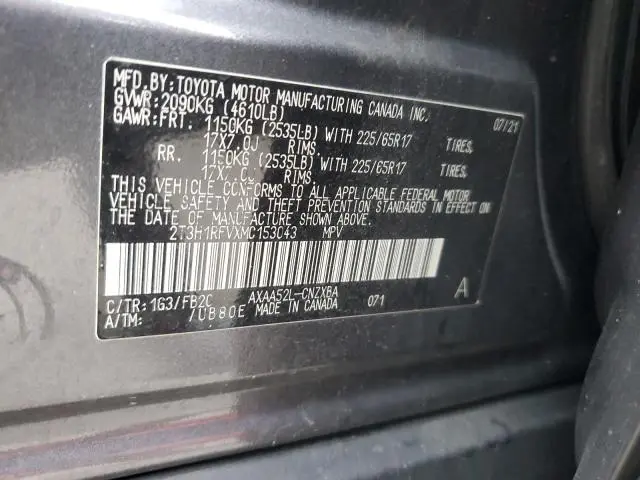 MFD.BY:TOYOTA MOTOR MANUFACTURING CANADA INC.
GVWR:2090KG (4610LB) 07/21
GAWR:FRT. 1150KG (2535LB) WITH 225/65R17 TIRES,
17X7.0J RIMS.
RR. 1150KG (2535LB) WITH 225/65R17 TIRES,
17X7.0J RIMS.
THIS VEHICLE CONFORMS TO ALL APPLICABLE FEDERAL MOTOR
VEHICLE SAFETY AND THEFT PREVENTION STANDARDS IN EFFECT
ON THE DATE OF MANUFACTURE SHOWN ABOVE.
2T3H1RFVXMC153043 MPV
C/TR:1G3/FB2C AXAA52L-CNZXBA 071 A
A/TM: /UB80E MADE IN CANADA